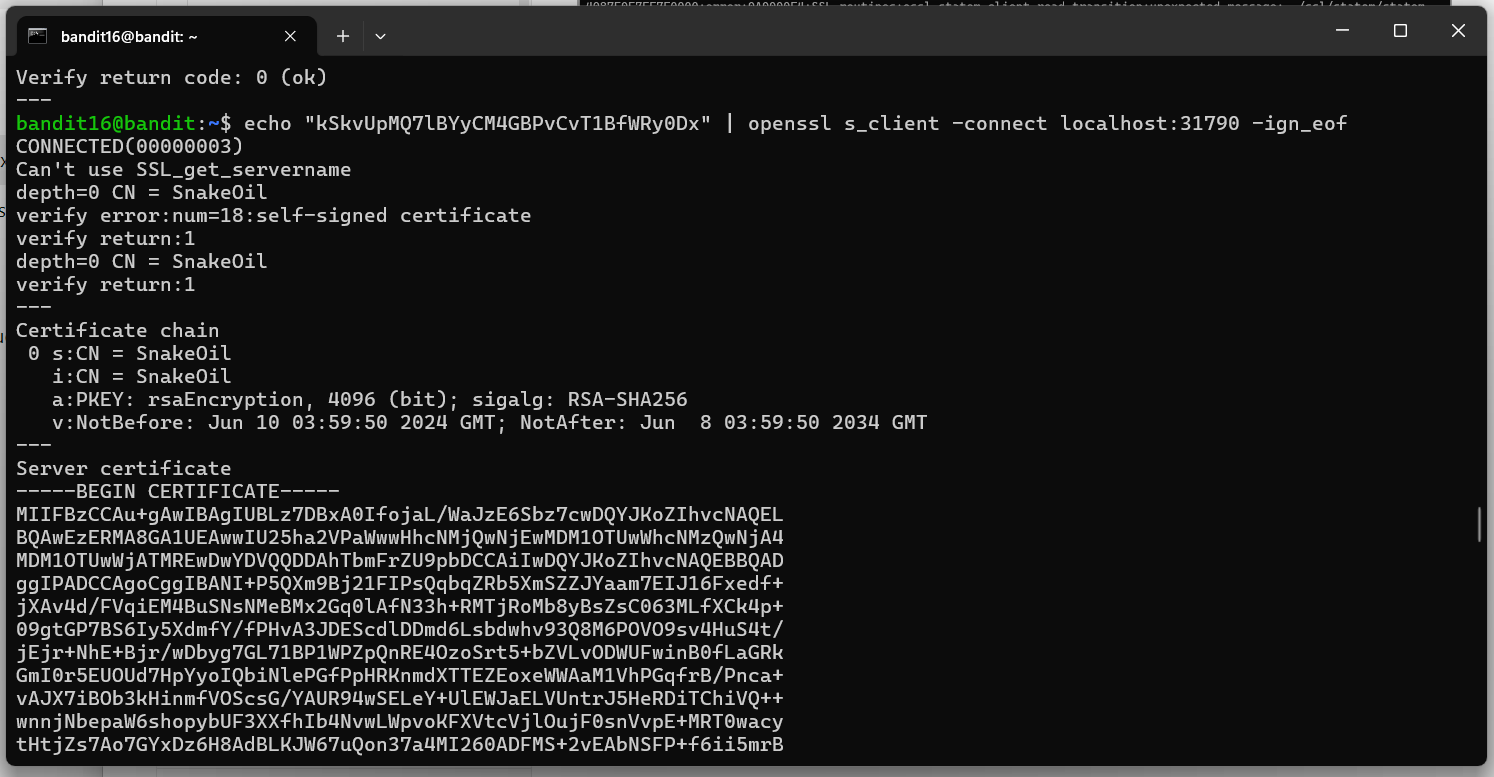 bandit16@bandit: ~
Verify return code: 0 (ok)
---
bandit16@bandit:~$ echo "kSkvUpMQ7lBYyCM4GBPvCvT1BfWRy0Dx" | openssl s_client -connect localhost:31790 -ign_eof
CONNECTED(00000003)
Can't use SSL_get_servername
depth=0 CN = SnakeOil
verify error:num=18:self-signed certificate
verify return:1
depth=0 CN = SnakeOil
verify return:1
---
Certificate chain
 0 s:CN = SnakeOil
   i:CN = SnakeOil
   a:PKEY: rsaEncryption, 4096 (bit); sigalg: RSA-SHA256
   v:NotBefore: Jun 10 03:59:50 2024 GMT; NotAfter: Jun  8 03:59:50 2034 GMT
---
Server certificate
-----BEGIN CERTIFICATE-----
MIIFBzCCAu+gAwIBAgIUBLz7DBxA0IfojaL/WaJzE6Sbz7cwDQYJKoZIhvcNAQEL
BQAwEzERMA8GA1UEAwwIU25ha2VPaWwwHhcNMjQwNjEwMDM1OTUwWhcNMzQwNjA4
MDM1OTUwWjATMREwDwYDVQQDDAhTbmFrZU9pbDCCAiIwDQYJKoZIhvcNAQEBBQAD
ggIPADCCAgoCggIBANI+P5QXm9Bj21FIPsQqbqZRb5XmSZZJYaam7EIJ16Fxedf+
jXAv4d/FVqiEM4BuSNsNMeBMx2Gq0lAfN33h+RMTjRoMb8yBsZsC063MLfXCk4p+
09gtGP7BS6Iy5XdmfY/fPHvA3JDEScdlDDmd6Lsbdwhv93Q8M6POVO9sv4HuS4t/
jEjr+NhE+Bjr/wDbyg7GL71BP1WPZpQnRE4OzoSrt5+bZVLvODWUFwinB0fLaGRk
GmI0r5EUOUd7HpYyoIQbiNlePGfPpHRKnmdXTTEZEoxeWWAaM1VhPGqfrB/Pnca+
vAJX7iBOb3kHinmfVOScsG/YAUR94wSELeY+UlEWJaELVUntrJ5HeRDiTChiVQ++
wnnjNbepaW6shopybUF3XXfhIb4NvwLWpvoKFXVtcVjlOujF0snVvpE+MRT0wacy
tHtjZs7Ao7GYxDz6H8AdBLKJW67uQon37a4MI260ADFMS+2vEAbNSFP+f6ii5mrB